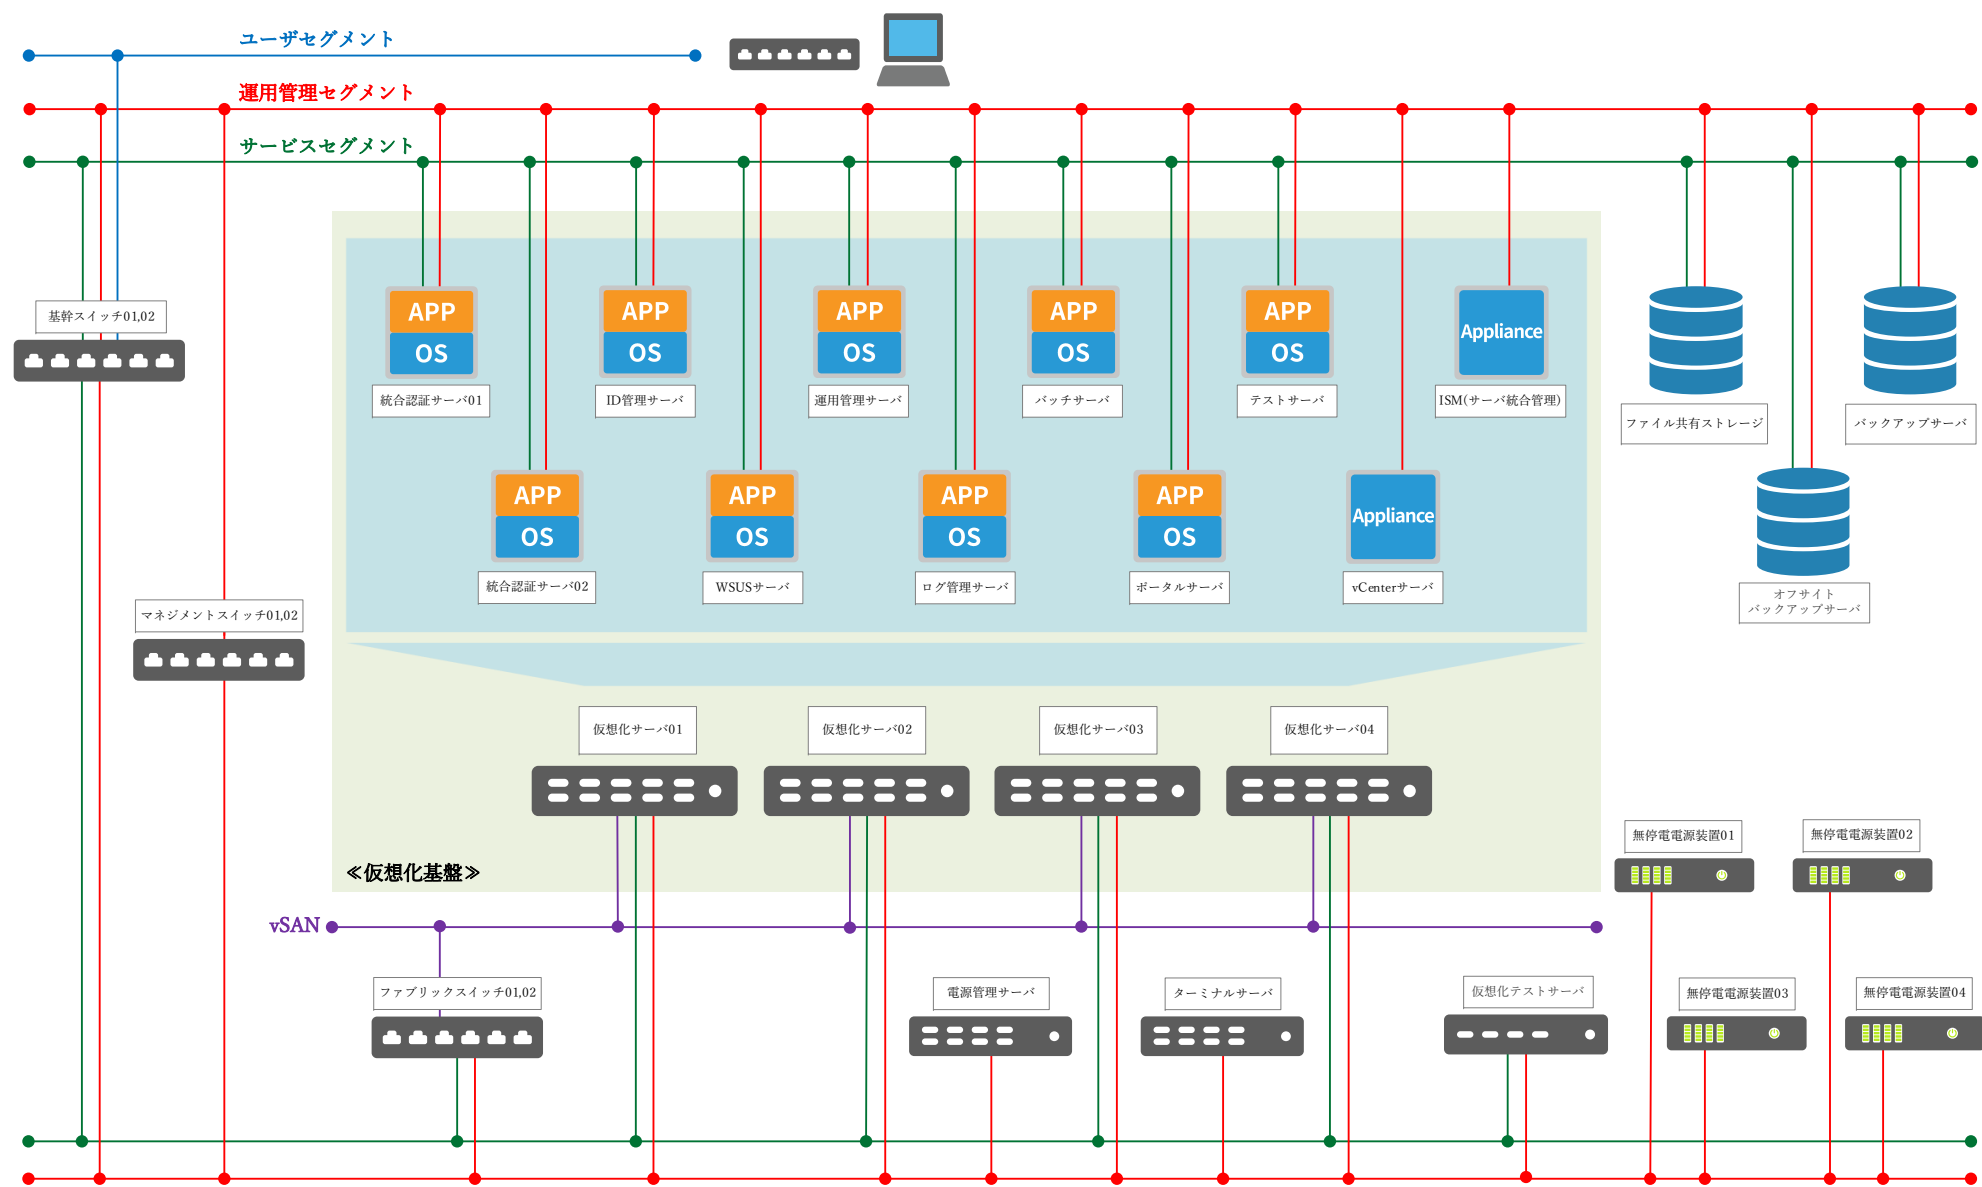 ユーザセグメント
運用管理セグメント
サービスセグメント
基幹スイッチ01,02
APP
OS
統合認証サーバ01
APP
OS
ID管理サーバ
APP
OS
運用管理サーバ
APP
OS
バッチサーバ
APP
OS
テストサーバ
Appliance
ISM(サーバ統合管理)
ファイル共有ストレージ
バックアップサーバ
APP
OS
統合認証サーバ02
APP
OS
WSUSサーバ
APP
OS
ログ管理サーバ
APP
OS
ポータルサーバ
Appliance
vCenterサーバ
オフサイト
バックアップサーバ
マネジメントスイッチ01,02
仮想化サーバ01
仮想化サーバ02
仮想化サーバ03
仮想化サーバ04
≪仮想化基盤≫
無停電電源装置01
無停電電源装置02
vSAN
ファブリックスイッチ01,02
電源管理サーバ
ターミナルサーバ
仮想化テストサーバ
無停電電源装置03
無停電電源装置04